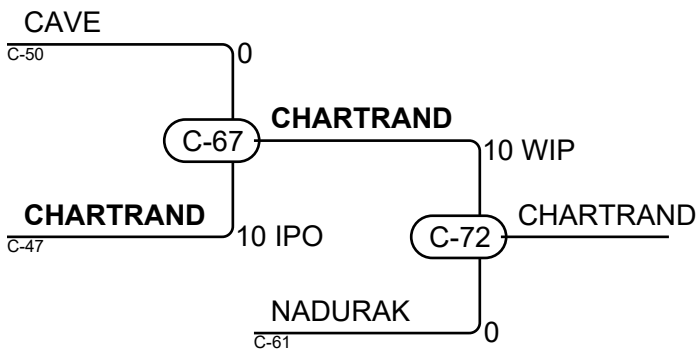 CAVE
C-50
0
C-67
CHARTRAND
10 WIP
CHARTRAND
C-47
10 IPO
C-72
CHARTRAND
NADURAK
C-61
0